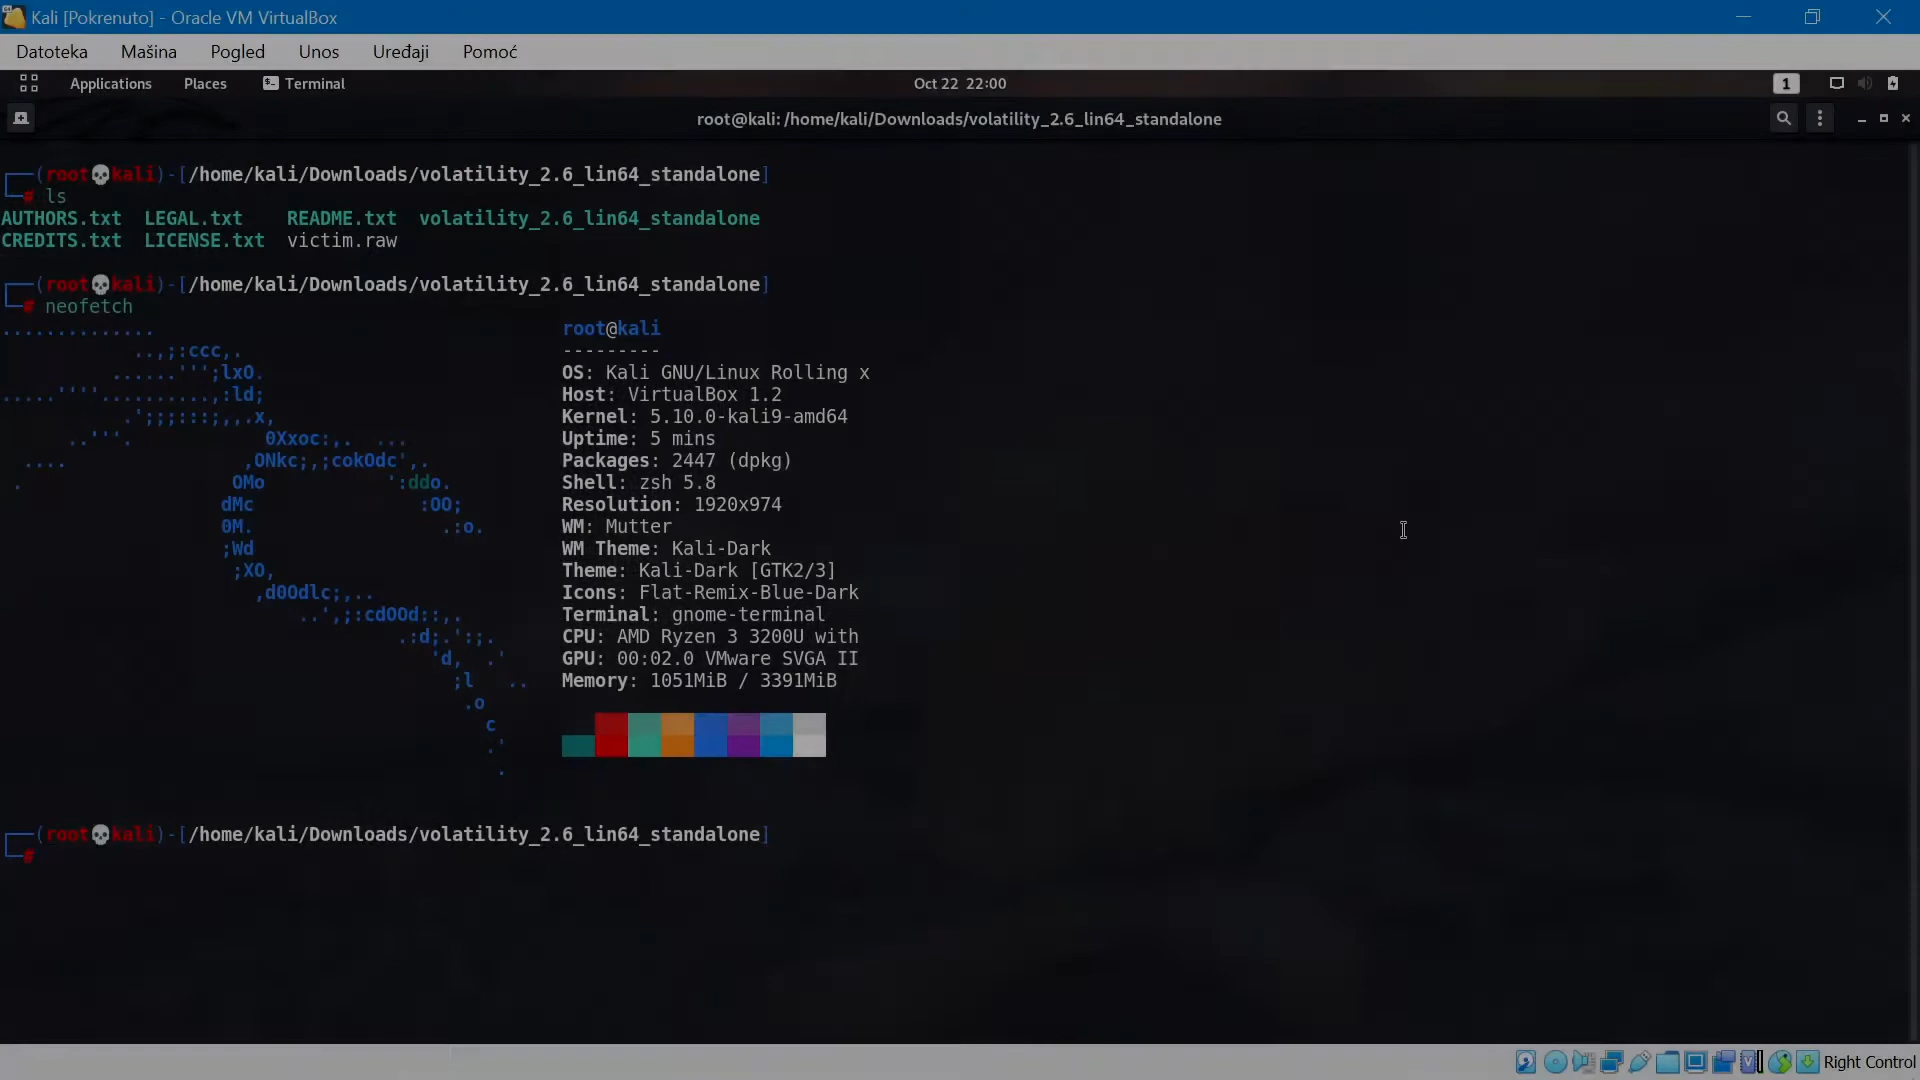 Kali [Pokrenuto] - Oracle VM VirtualBox
Datoteka Mašina Pogled Unos Uređaji Pomoć
Applications Places Terminal Oct 22 22:00 1
root@kali: /home/kali/Downloads/volatility_2.6_lin64_standalone
┌──(root💀kali)-[/home/kali/Downloads/volatility_2.6_lin64_standalone]
└─# ls
AUTHORS.txt LEGAL.txt README.txt volatility_2.6_lin64_standalone
CREDITS.txt LICENSE.txt victim.raw
┌──(root💀kali)-[/home/kali/Downloads/volatility_2.6_lin64_standalone]
└─# neofetch
root@kali
---------
OS: Kali GNU/Linux Rolling x
Host: VirtualBox 1.2
Kernel: 5.10.0-kali9-amd64
Uptime: 5 mins
Packages: 2447 (dpkg)
Shell: zsh 5.8
Resolution: 1920x974
WM: Mutter
WM Theme: Kali-Dark
Theme: Kali-Dark [GTK2/3]
Icons: Flat-Remix-Blue-Dark
Terminal: gnome-terminal
CPU: AMD Ryzen 3 3200U with
GPU: 00:02.0 VMware SVGA II
Memory: 1051MiB / 3391MiB
┌──(root💀kali)-[/home/kali/Downloads/volatility_2.6_lin64_standalone]
└─#
Right Control